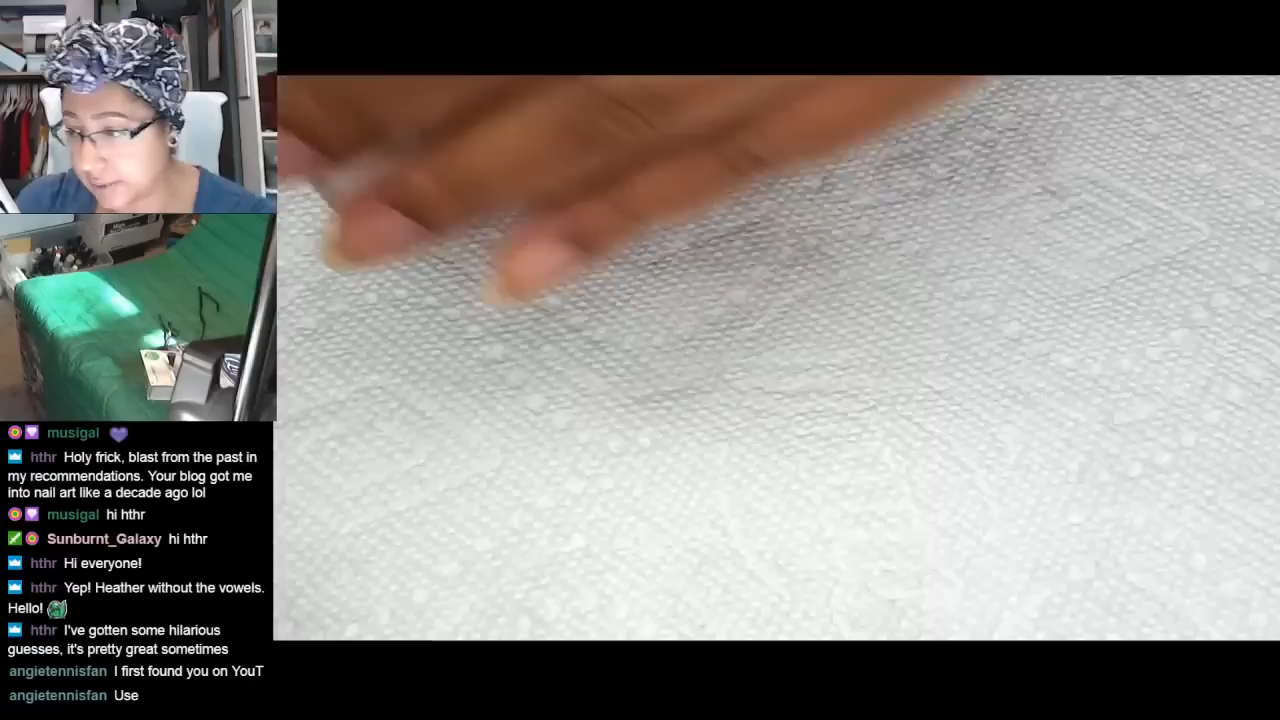 musigal
hthr Holy frick, blast from the past in
my recommendations. Your blog got me
into nail art like a decade ago lol
musigal hi hthr
Sunburnt_Galaxy hi hthr
hthr Hi everyone!
hthr Yep! Heather without the vowels.
Hello!
hthr I've gotten some hilarious
guesses, it's pretty great sometimes
angietennisfan I first found you on YouT
angietennisfan Use